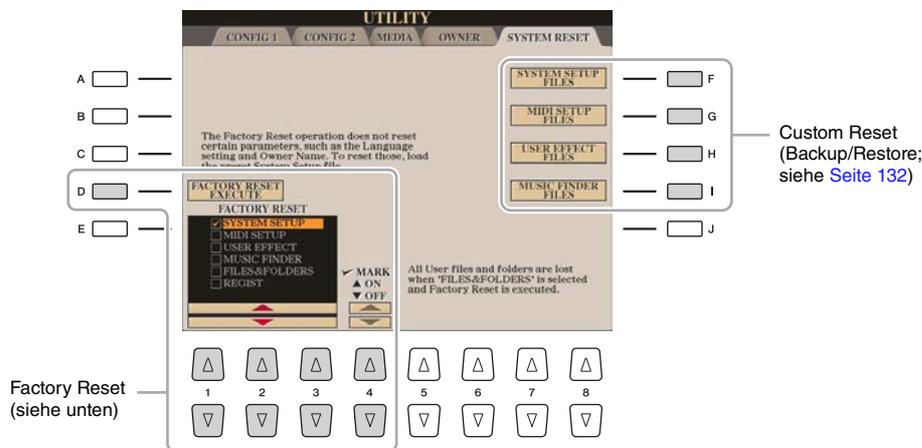 UTILITY
CONFIG 1 CONFIG 2 MEDIA OWNER SYSTEM RESET
A
B
C
D
E
SYSTEM SETUP
FILES
MIDI SETUP
FILES
USER EFFECT
FILES
MUSIC FINDER
FILES
F
G
H
I
J
Custom Reset
(Backup/Restore;
siehe Seite 132)
The Factory Reset operation does not reset
certain parameters, such as the Language
setting and Owner Name. To reset those, load
the preset System Setup file.
FACTORY RESET
EXECUTE
FACTORY RESET
SYSTEM SETUP
MIDI SETUP
USER EFFECT
MUSIC FINDER
FILES&FOLDERS
REGIST
MARK
▲ ON
▼ OFF
All User files and folders are lost
when "FILES&FOLDERS" is selected
and Factory Reset is executed.
Factory Reset
(siehe unten)
1 2 3 4 5 6 7 8